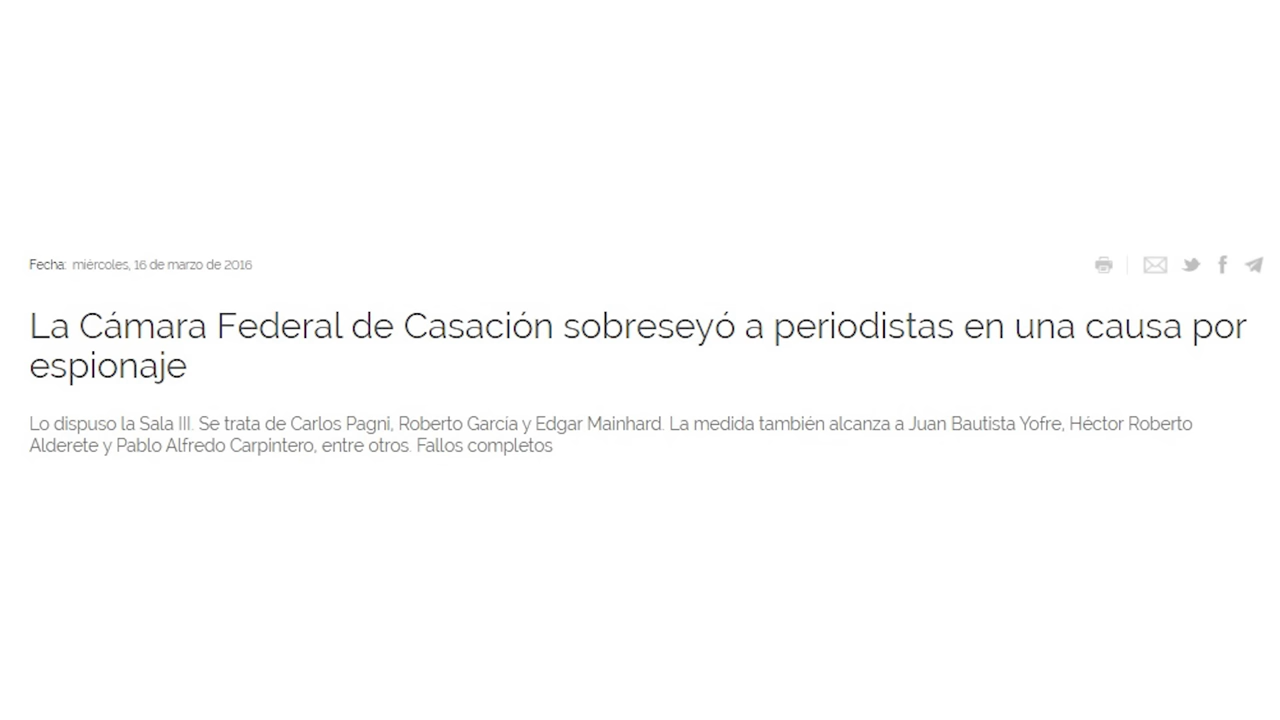 Fecha: miércoles, 16 de marzo de 2016
La Cámara Federal de Casación sobreseyó a periodistas en una causa por
espionaje
Lo dispuso la Sala III. Se trata de Carlos Pagni, Roberto García y Edgar Mainhard. La medida también alcanza a Juan Bautista Yofre, Héctor Roberto
Alderete y Pablo Alfredo Carpintero, entre otros. Fallos completos